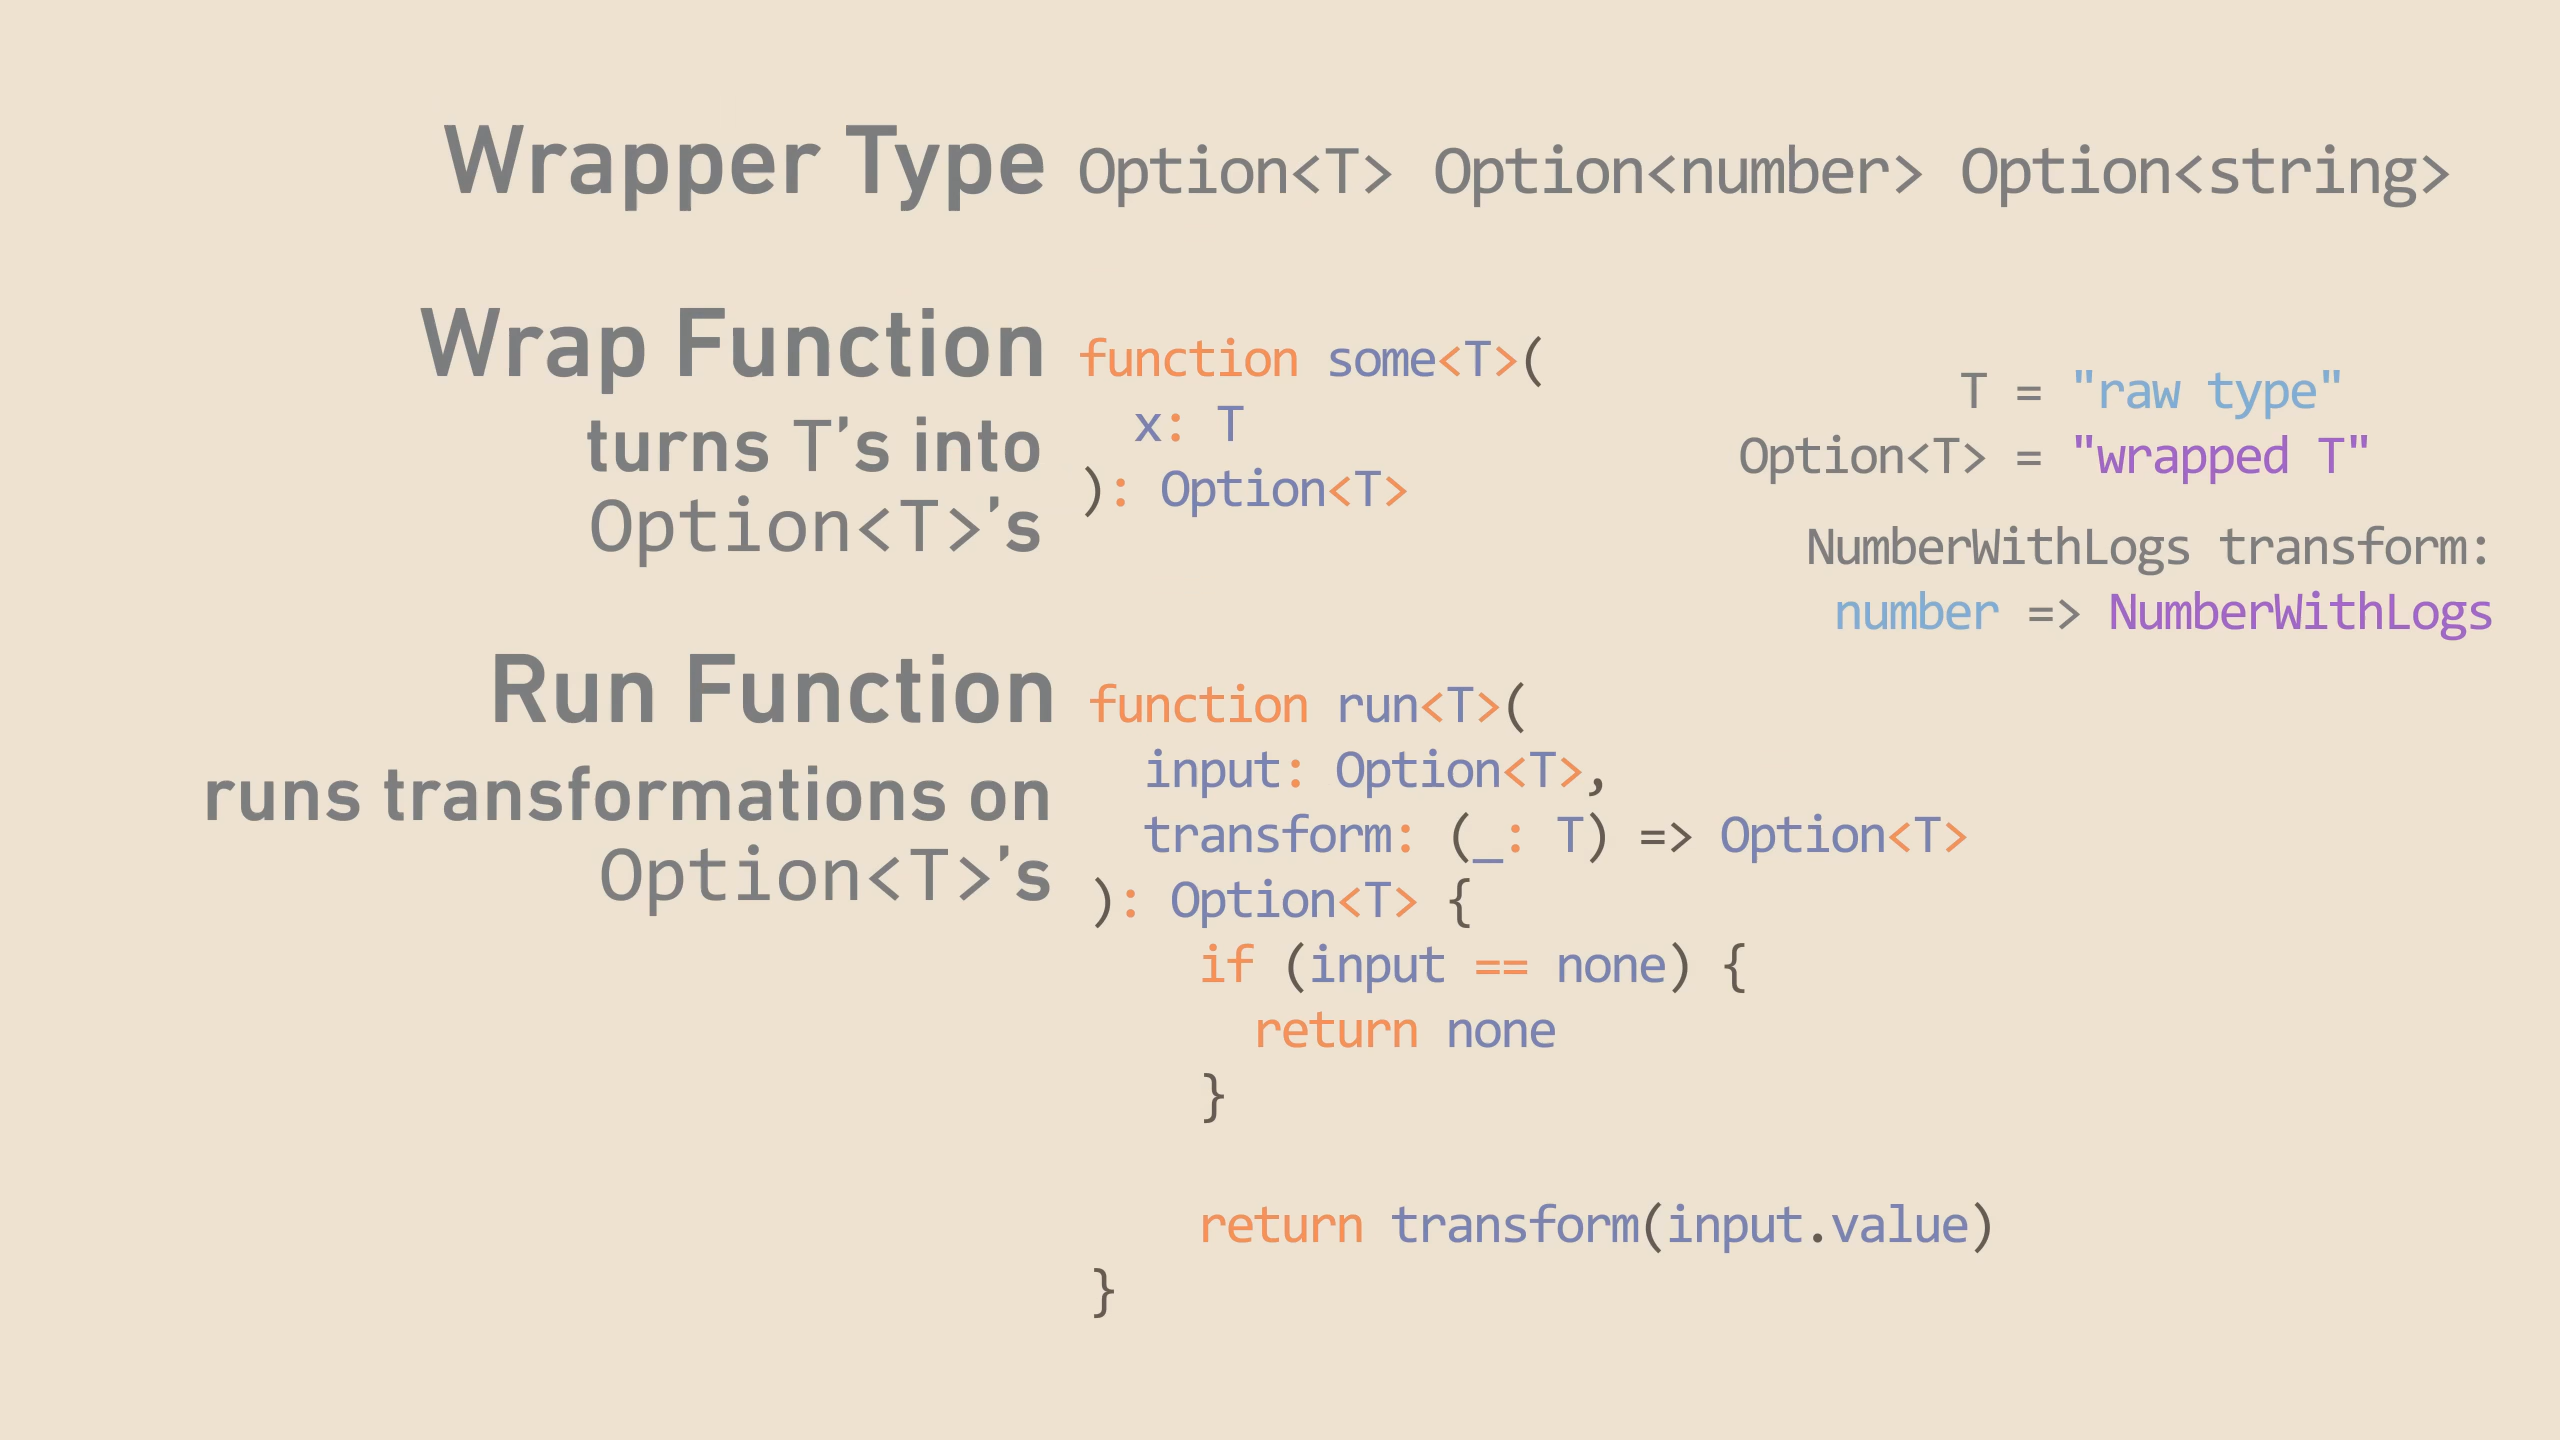 Wrapper Type Option<T> Option<number> Option<string>
Wrap Function
turns T’s into
Option<T>’s
function some<T>(
  x: T
): Option<T>
T = "raw type"
Option<T> = "wrapped T"
NumberWithLogs transform:
number => NumberWithLogs
Run Function
runs transformations on
Option<T>’s
function run<T>(
  input: Option<T>,
  transform: (_: T) => Option<T>
): Option<T> {
    if (input == none) {
      return none
    }
    return transform(input.value)
}